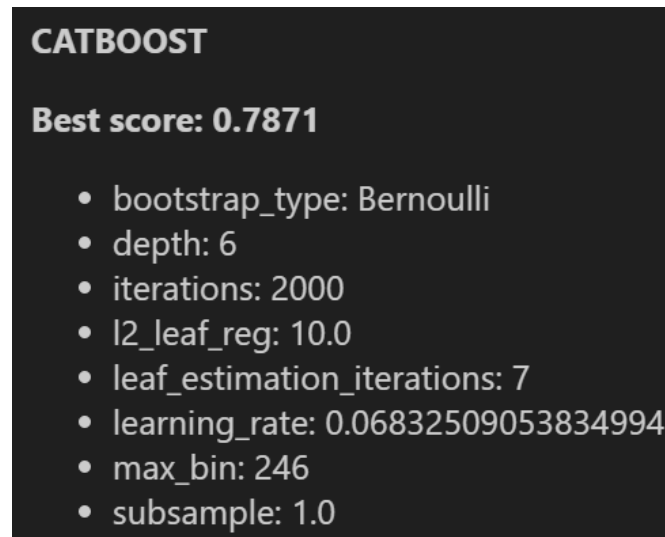 CATBOOST
Best score: 0.7871
• bootstrap_type: Bernoulli
• depth: 6
• iterations: 2000
• l2_leaf_reg: 10.0
• leaf_estimation_iterations: 7
• learning_rate: 0.06832509053834994
• max_bin: 246
• subsample: 1.0